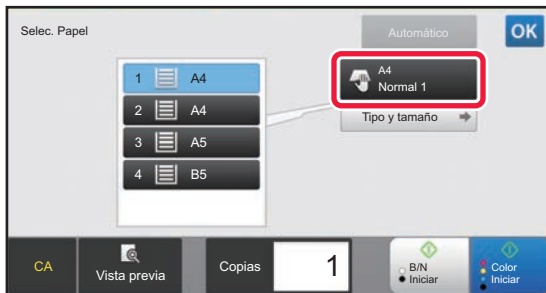 Selec. Papel
Automático
OK
1 A4
2 A4
3 A5
4 B5
A4
Normal 1
Tipo y tamaño
CA
Vista previa
Copias
1
B/N
Iniciar
Color
Iniciar